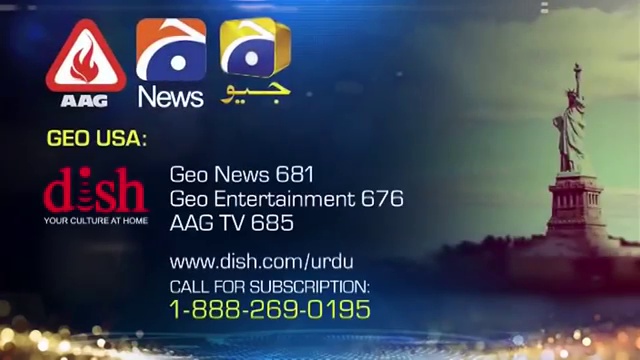 AAG
News
جیو
GEO USA:
dish
YOUR CULTURE AT HOME
Geo News 681
Geo Entertainment 676
AAG TV 685
www.dish.com/urdu
CALL FOR SUBSCRIPTION:
1-888-269-0195